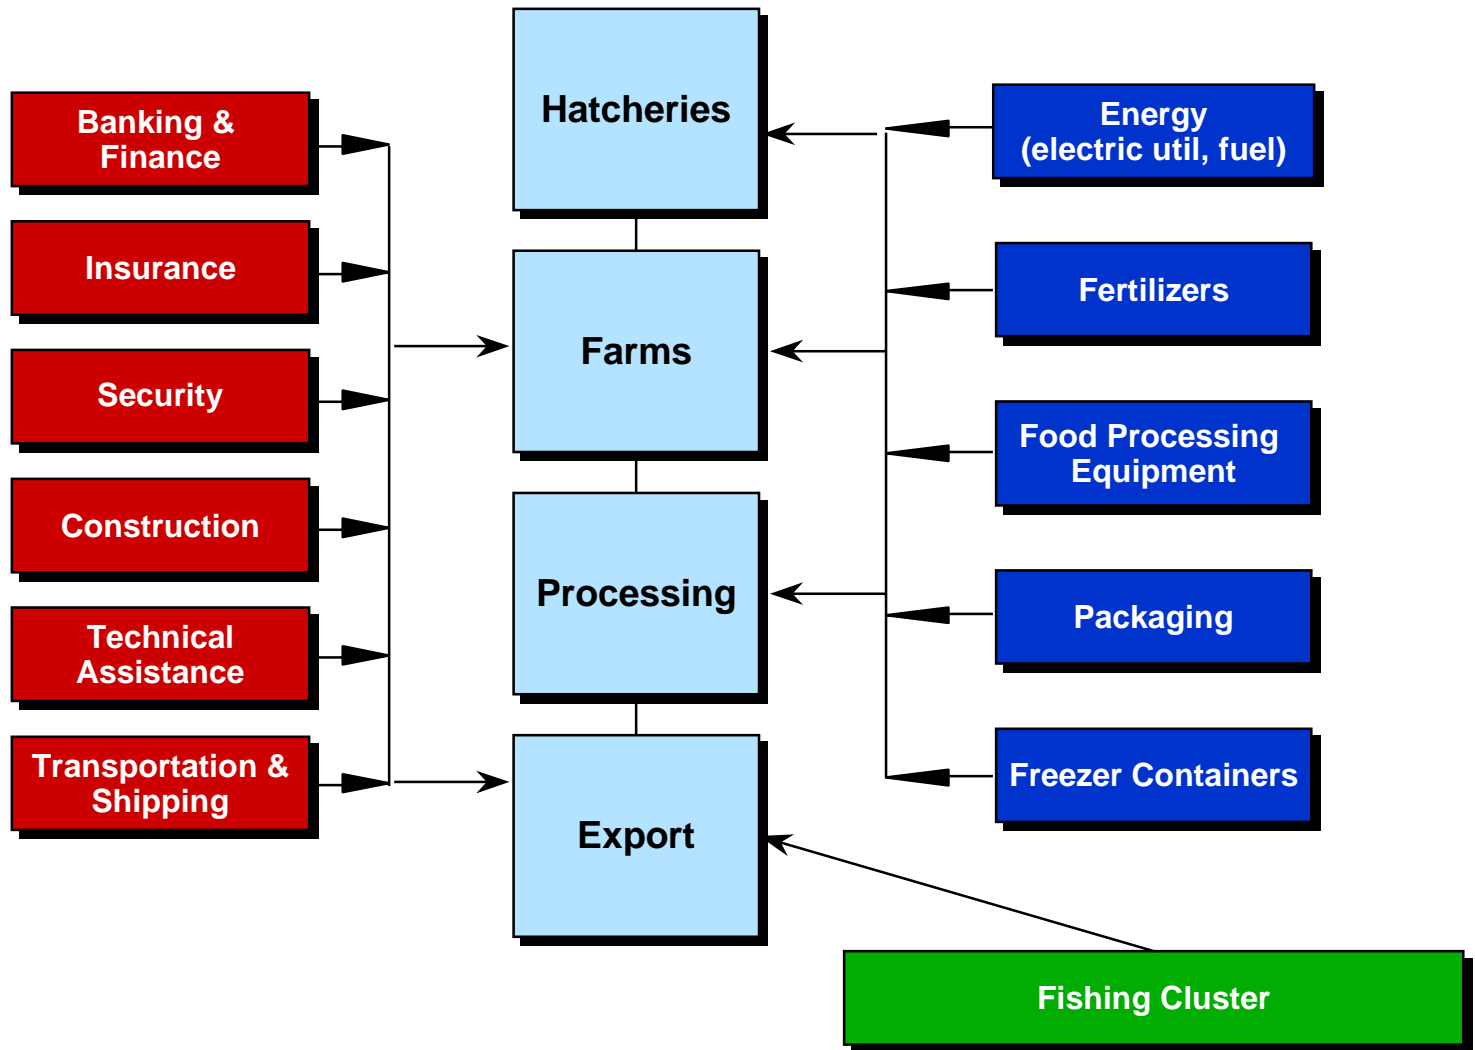 Hatcheries
Banking &
Finance
Energy
(electric util, fuel)
Insurance
Fertilizers
Farms
Security
Food Processing
Equipment
Construction
Processing
Packaging
Technical
Assistance
Transportation &
Shipping
Freezer Containers
Export
Fishing Cluster